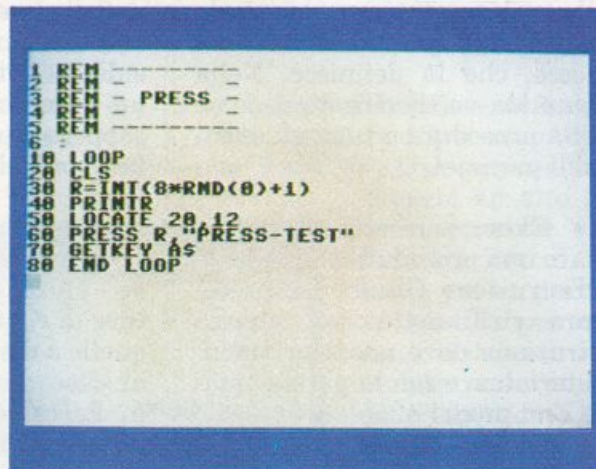 1 REM -----------
2 REM -         -
3 REM -  PRESS  -
4 REM -         -
5 REM -----------
6 :
10 LOOP
20 CLS
30 R=INT(8*RND(0)+1)
40 PRINTR
50 LOCATE 20,12
60 PRESS R,"PRESS-TEST"
70 GETKEY A$
80 END LOOP